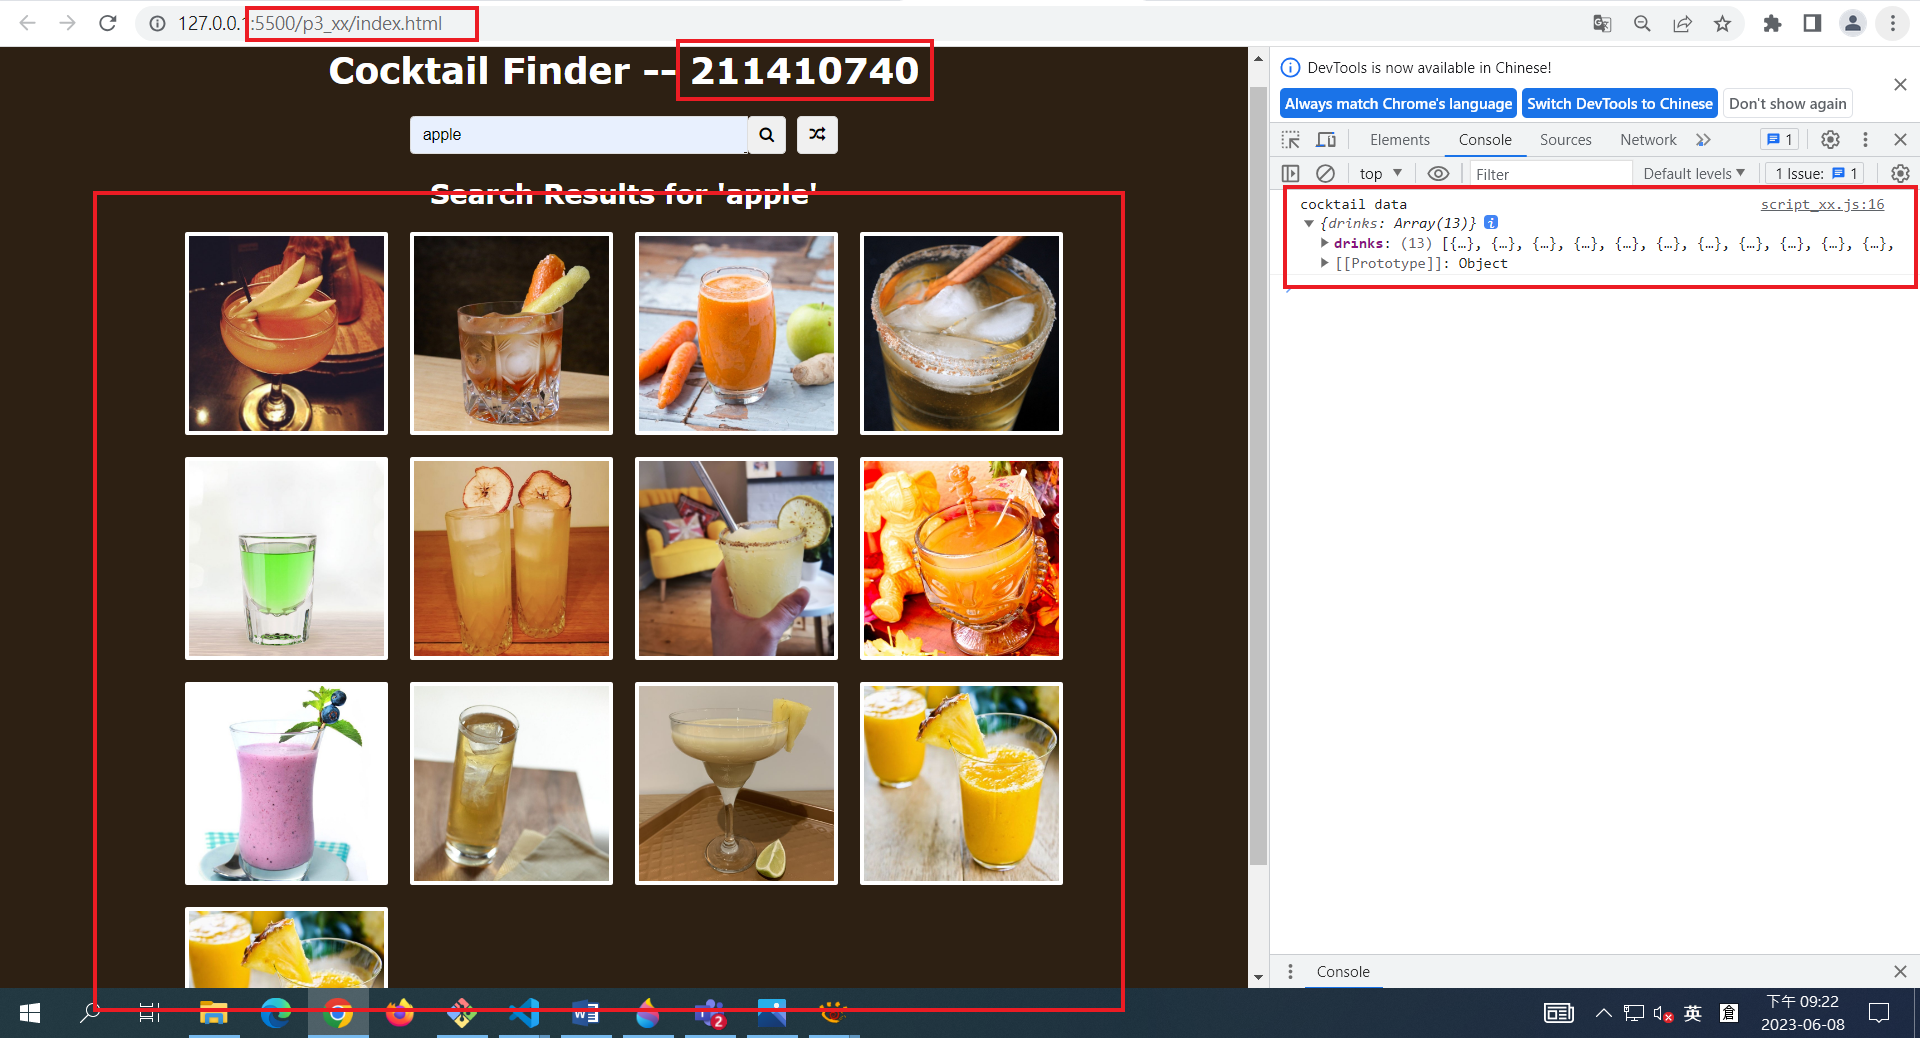 127.0.0.1:5500/p3_xx/index.html
Cocktail Finder -- 211410740
apple
Search Results for 'apple'
DevTools is now available in Chinese!
Always match Chrome's language
Switch DevTools to Chinese
Don't show again
Elements
Console
Sources
Network
1
top
Filter
Default levels
1 Issue:
1
cocktail data
script_xx.js:16
{drinks: Array(13)}
drinks: (13) [{…}, {…}, {…}, {…}, {…}, {…}, {…}, {…}, {…}, {…}, {…},
[[Prototype]]: Object
Console
2
英
倉
下午 09:22
2023-06-08